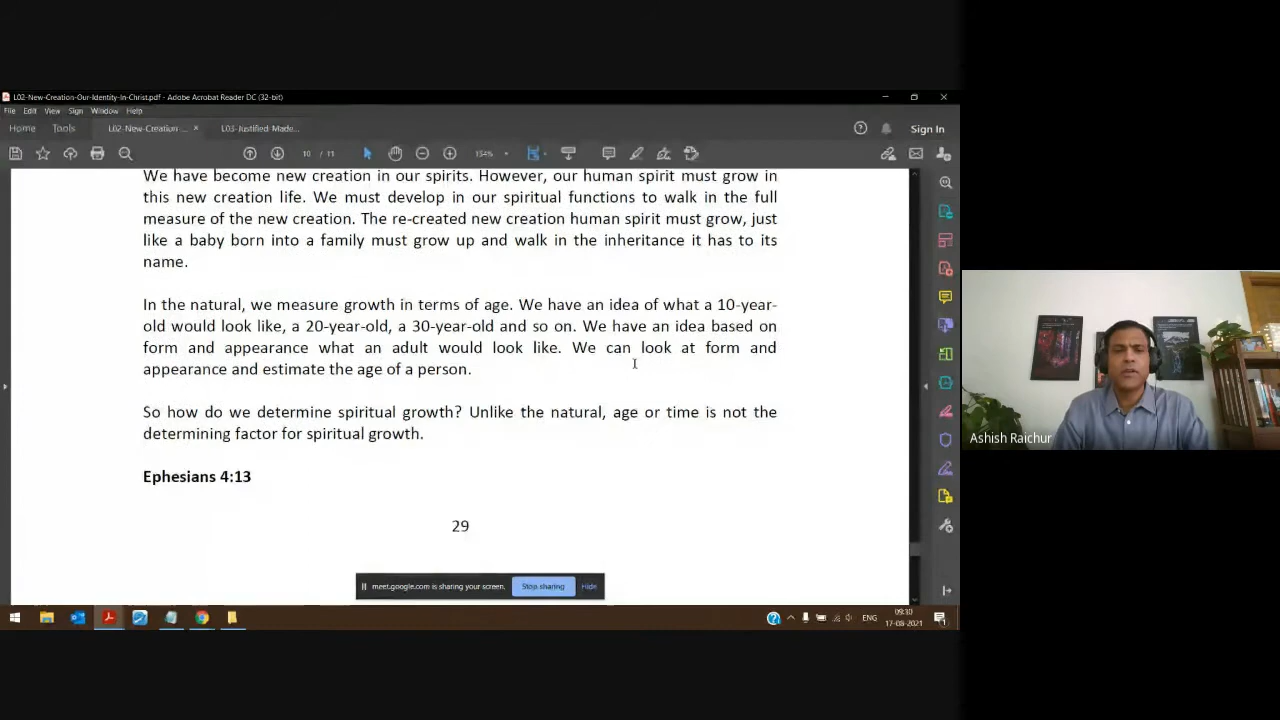 L02-New-Creation-Our-Identity-In-Christ.pdf - Adobe Acrobat Reader DC (32-bit)
File Edit View Sign Window Help
Home Tools L02-New-Creation ... × L03-Justified-Made... Sign In
10 / 11 154%
We have become new creation in our spirits. However, our human spirit must grow in
this new creation life. We must develop in our spiritual functions to walk in the full
measure of the new creation. The re-created new creation human spirit must grow, just
like a baby born into a family must grow up and walk in the inheritance it has to its
name.
In the natural, we measure growth in terms of age. We have an idea of what a 10-year-
old would look like, a 20-year-old, a 30-year-old and so on. We have an idea based on
form and appearance what an adult would look like. We can look at form and
appearance and estimate the age of a person.
So how do we determine spiritual growth? Unlike the natural, age or time is not the
determining factor for spiritual growth.
Ephesians 4:13
29
meet.google.com is sharing your screen. Stop sharing Hide
ENG
09:30
17-08-2021
Ashish Raichur